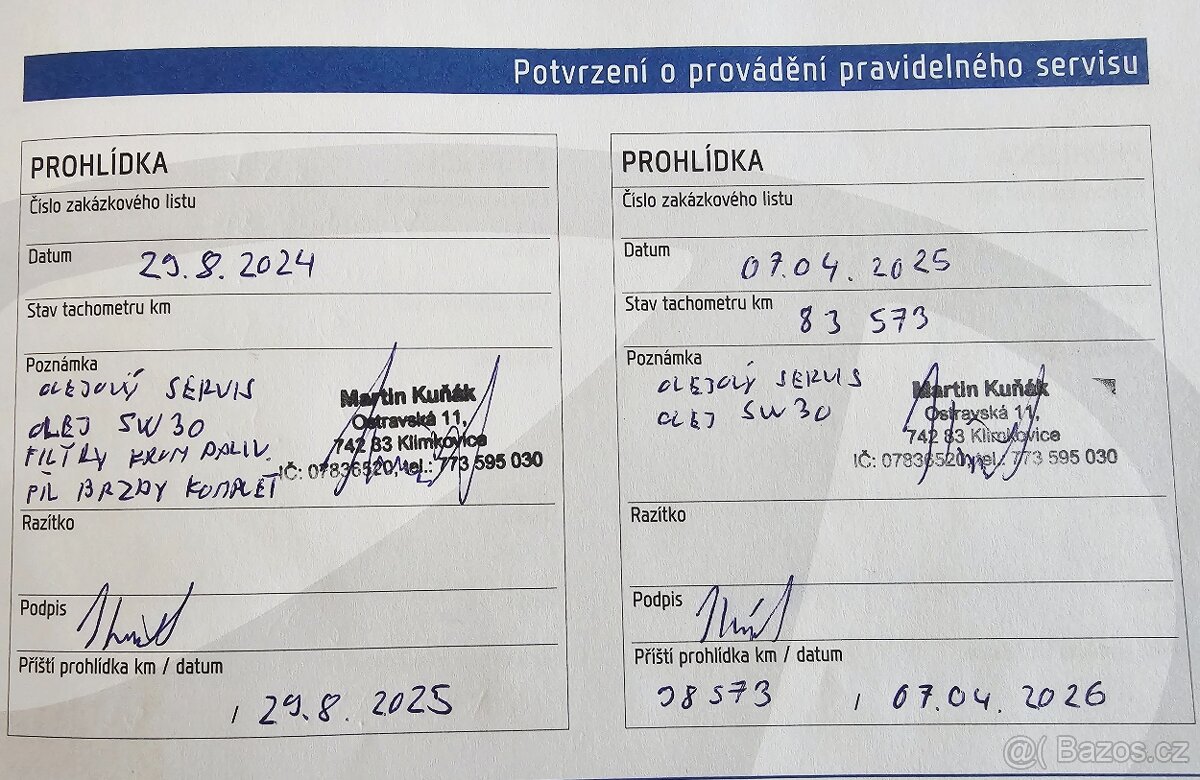 Potvrzení o provádění pravidelného servisu
PROHLÍDKA
Číslo zakázkového listu
Datum
29.8.2024
Stav tachometru km
Poznámka
OLEJOVÝ SERVIS
OLEJ 5W30
FILTRY KROM PALIV.
PŘ. BRZDY KOMPLET
Martin Kuňák
Ostravská 11,
742 83 Klimkovice
IČ: 07836520, tel.: 773 595 030
Razítko
Podpis
Příští prohlídka km / datum
/ 29.8.2025
PROHLÍDKA
Číslo zakázkového listu
Datum
07.04.2025
Stav tachometru km
83 573
Poznámka
OLEJOVÝ SERVIS
OLEJ 5W30
Martin Kuňák
Ostravská 11,
742 83 Klimkovice
IČ: 07836520, tel.: 773 595 030
Razítko
Podpis
Příští prohlídka km / datum
98573 / 07.04.2026
@( Bazos.cz